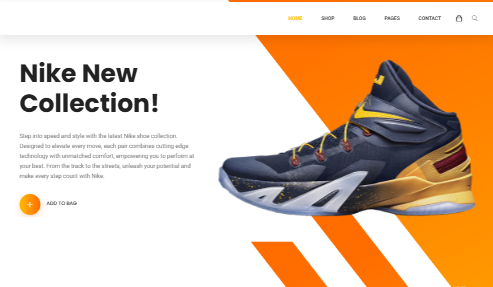 HOME SHOP BLOG PAGES CONTACT
Nike New
Collection!
Step into speed and style with the latest Nike shoe collection.
Designed to elevate every move, each pair combines cutting-edge
technology with unmatched comfort, empowering you to perform at
your best. From the track to the streets, unleash your potential and
make every step count with Nike.
ADD TO BAG